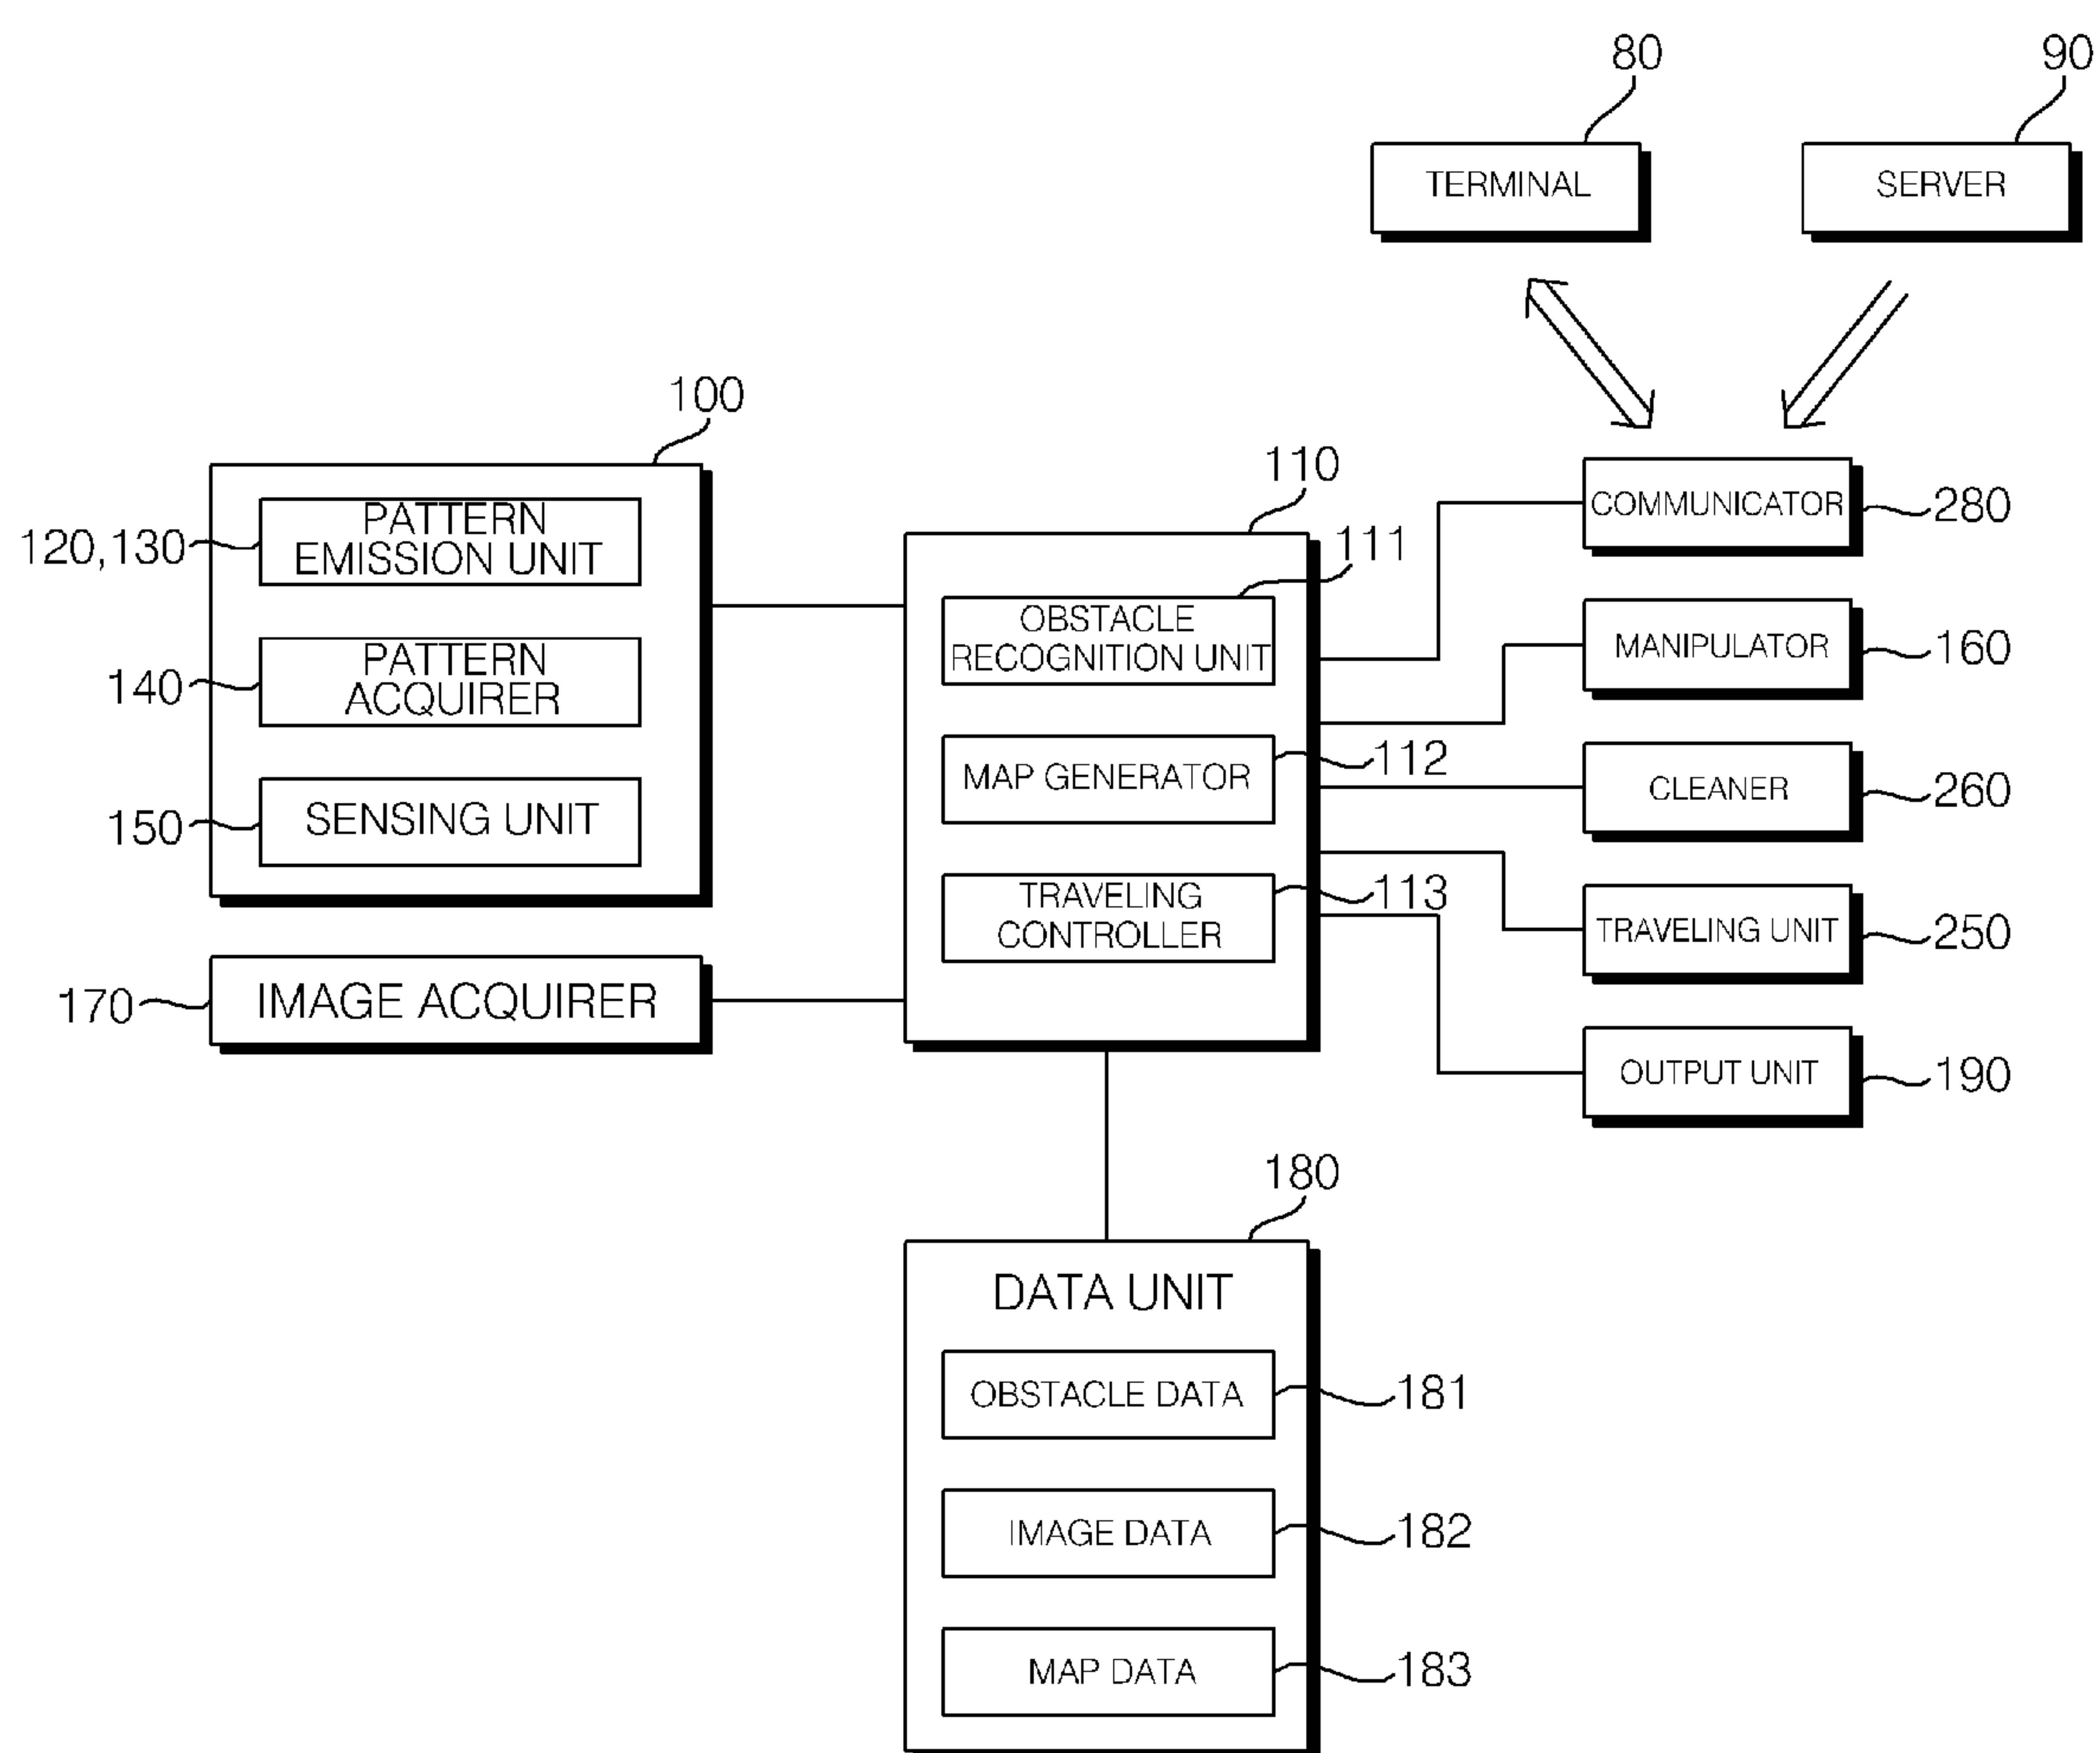 80
90
TERMINAL
SERVER
100
110
111
PATTERN
EMISSION UNIT
120,130
PATTERN
ACQUIRER
140
SENSING UNIT
150
IMAGE ACQUIRER
170
OBSTACLE
RECOGNITION UNIT
MAP GENERATOR
112
TRAVELING
CONTROLLER
113
COMMUNICATOR
280
MANIPULATOR
160
CLEANER
260
TRAVELING UNIT
250
OUTPUT UNIT
190
180
DATA UNIT
OBSTACLE DATA
181
IMAGE DATA
182
MAP DATA
183